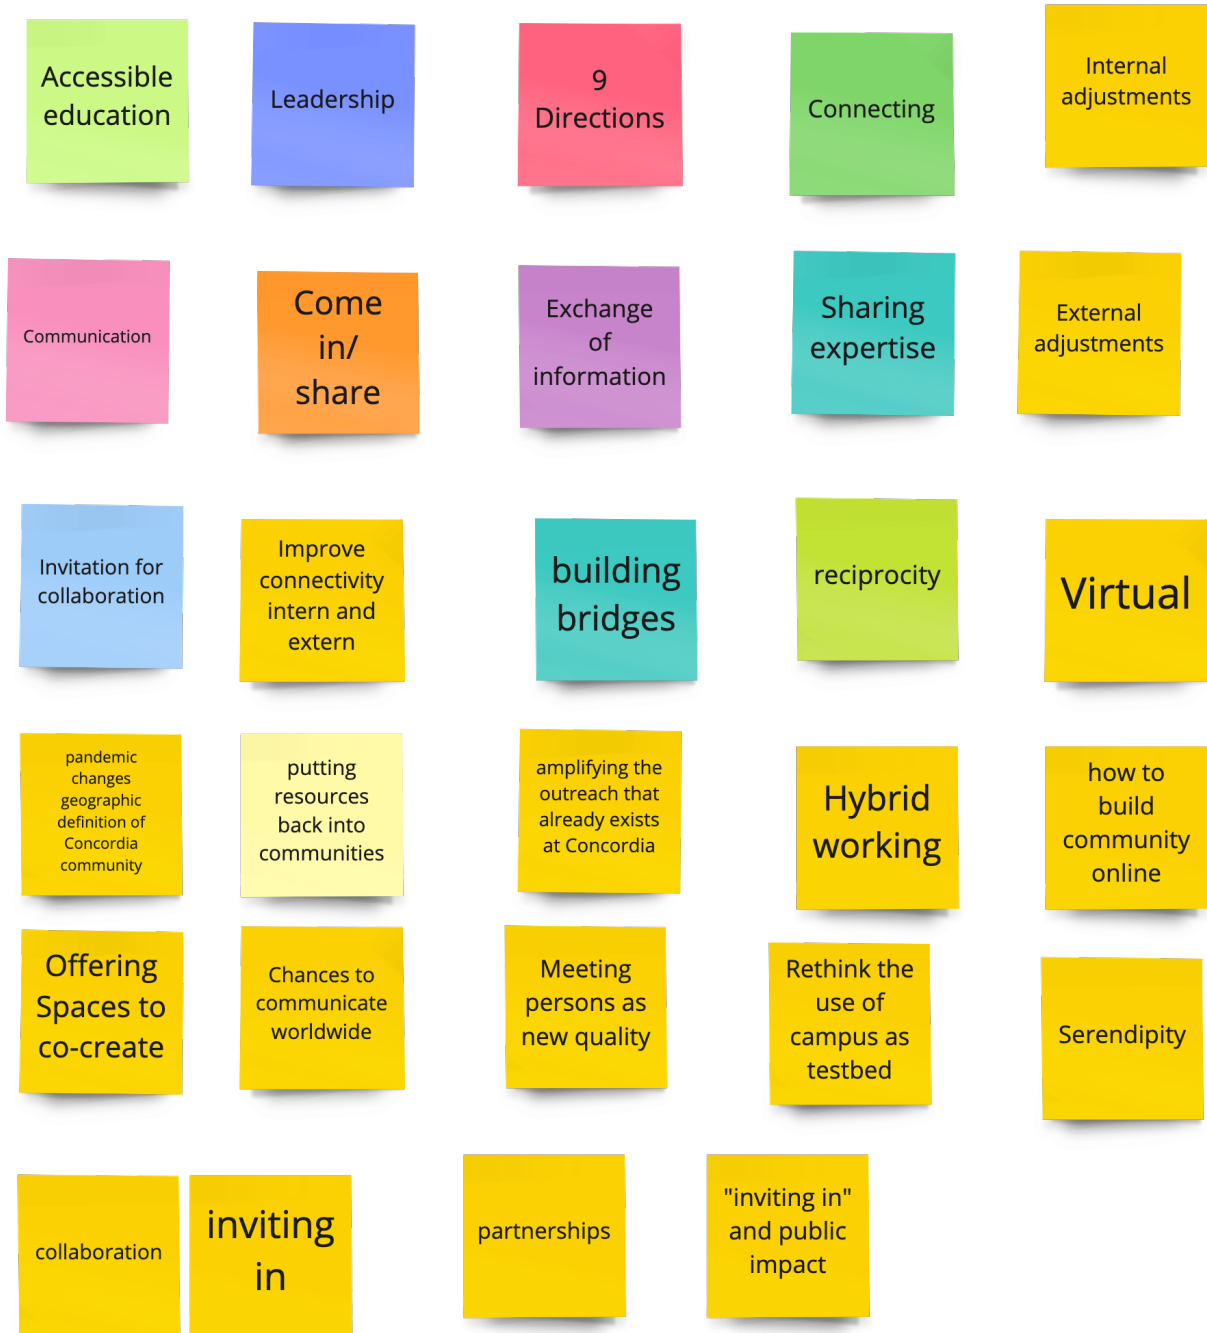 Accessible
education
Leadership
9
Directions
Connecting
Internal
adjustments
Communication
Come
in/
share
Exchange
of
information
Sharing
expertise
External
adjustments
Invitation for
collaboration
Improve
connectivity
intern and
extern
building
bridges
reciprocity
Virtual
pandemic
changes
geographic
definition of
Concordia
community
putting
resources
back into
communities
amplifying the
outreach that
already exists
at Concordia
Hybrid
working
how to
build
community
online
Offering
Spaces to
co-create
Chances to
communicate
worldwide
Meeting
persons as
new quality
Rethink the
use of
campus as
testbed
Serendipity
collaboration
inviting
in
partnerships
"inviting in"
and public
impact